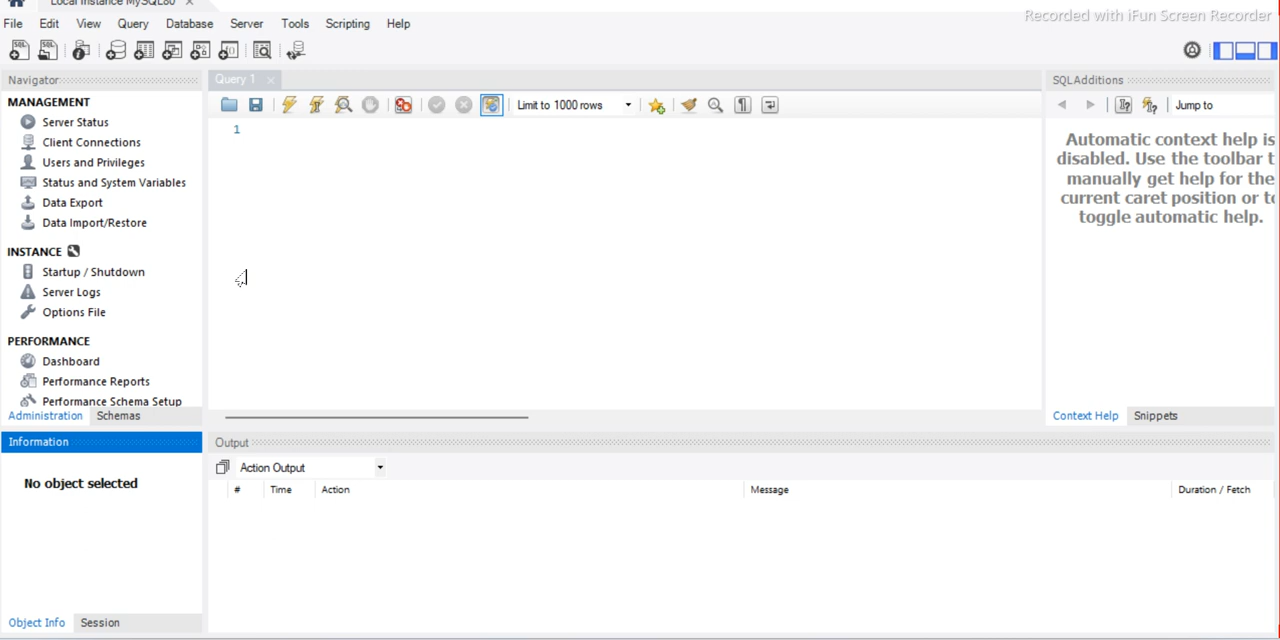 Local instance MySQL80
File Edit View Query Database Server Tools Scripting Help
Recorded with iFun Screen Recorder
Navigator
MANAGEMENT
Server Status
Client Connections
Users and Privileges
Status and System Variables
Data Export
Data Import/Restore
INSTANCE
Startup / Shutdown
Server Logs
Options File
PERFORMANCE
Dashboard
Performance Reports
Performance Schema Setup
Administration Schemas
Information
No object selected
Object Info Session
Query 1
Limit to 1000 rows
1
Output
Action Output
# Time Action Message Duration / Fetch
SQLAdditions
Jump to
Automatic context help is
disabled. Use the toolbar t
manually get help for the
current caret position or to
toggle automatic help.
Context Help Snippets